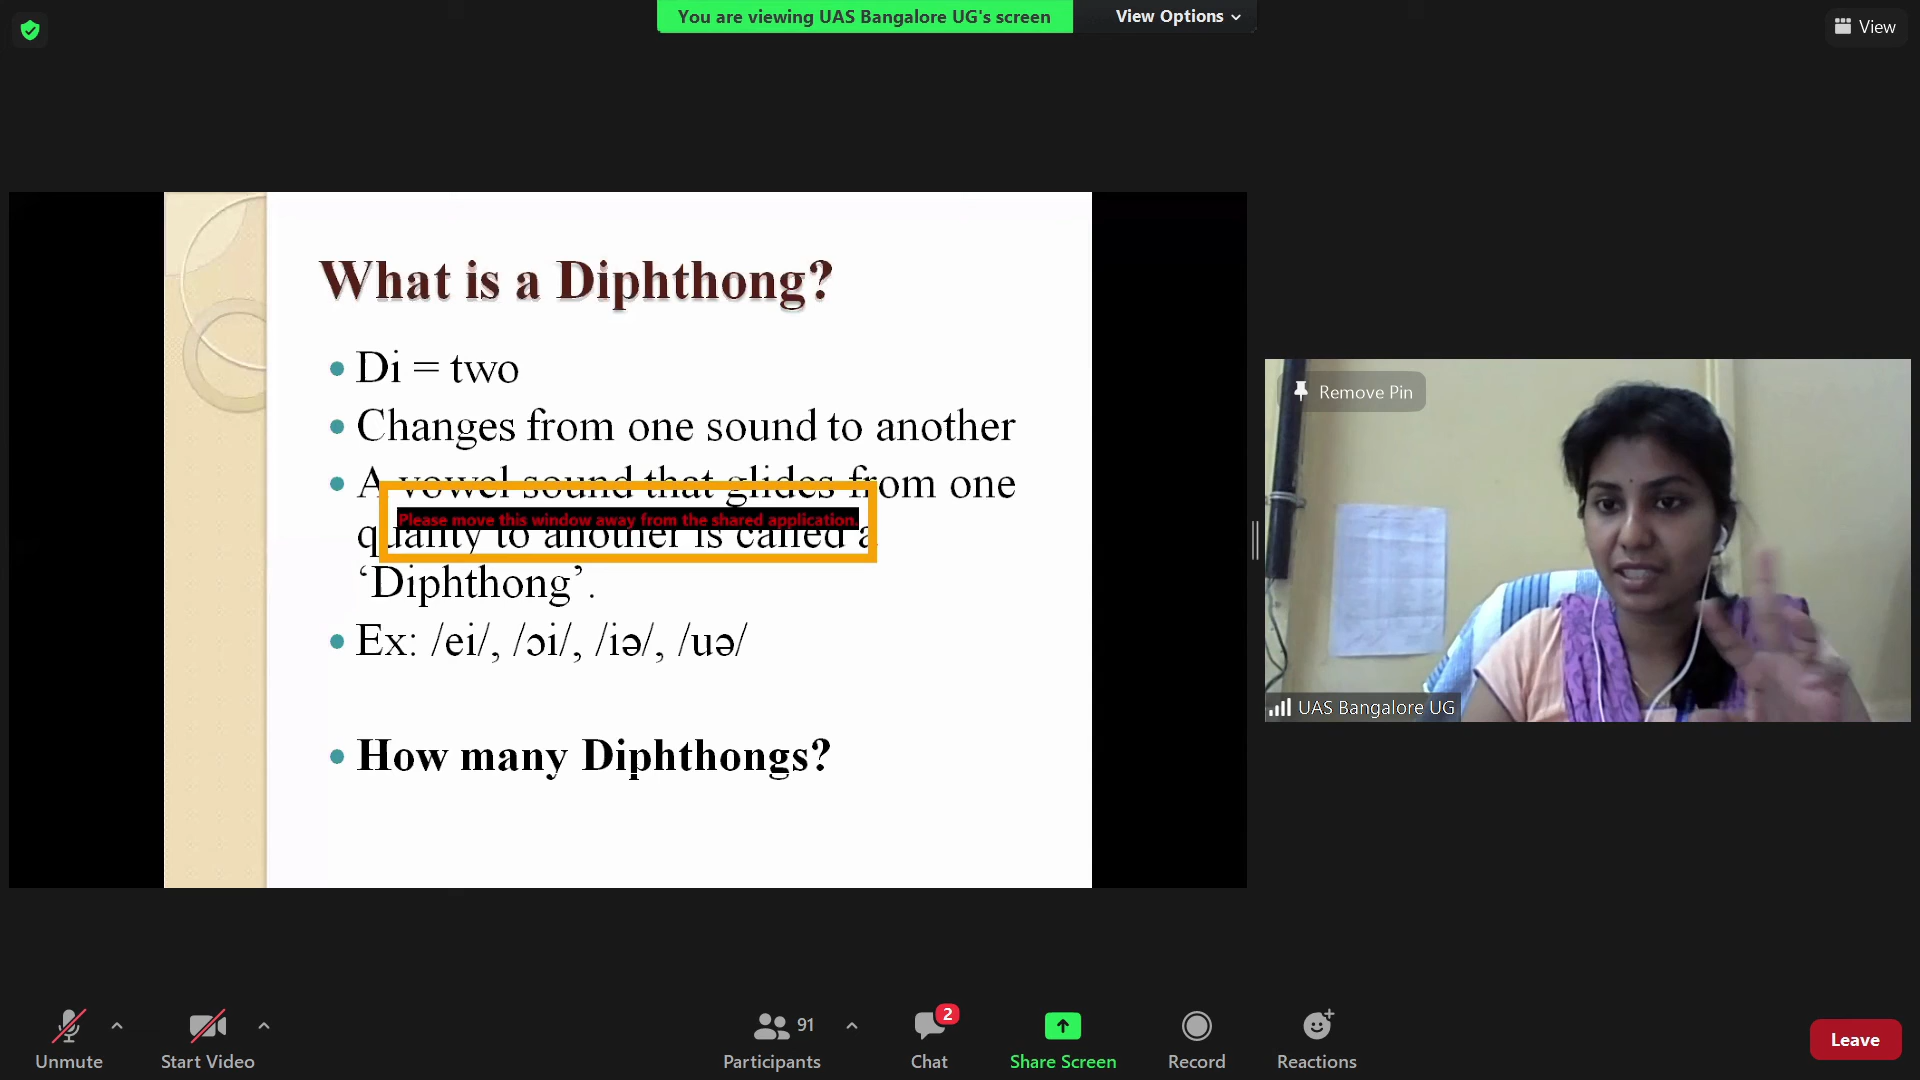 You are viewing UAS Bangalore UG's screen
View Options
View
What is a Diphthong?
Di = two
Changes from one sound to another
A vowel sound that glides from one
Please move this window away from the shared application.
quality to another is called a
‘Diphthong’.
Ex: /ei/, /ɔi/, /iə/, /uə/
How many Diphthongs?
Remove Pin
UAS Bangalore UG
Unmute
Start Video
91
Participants
2
Chat
Share Screen
Record
Reactions
Leave